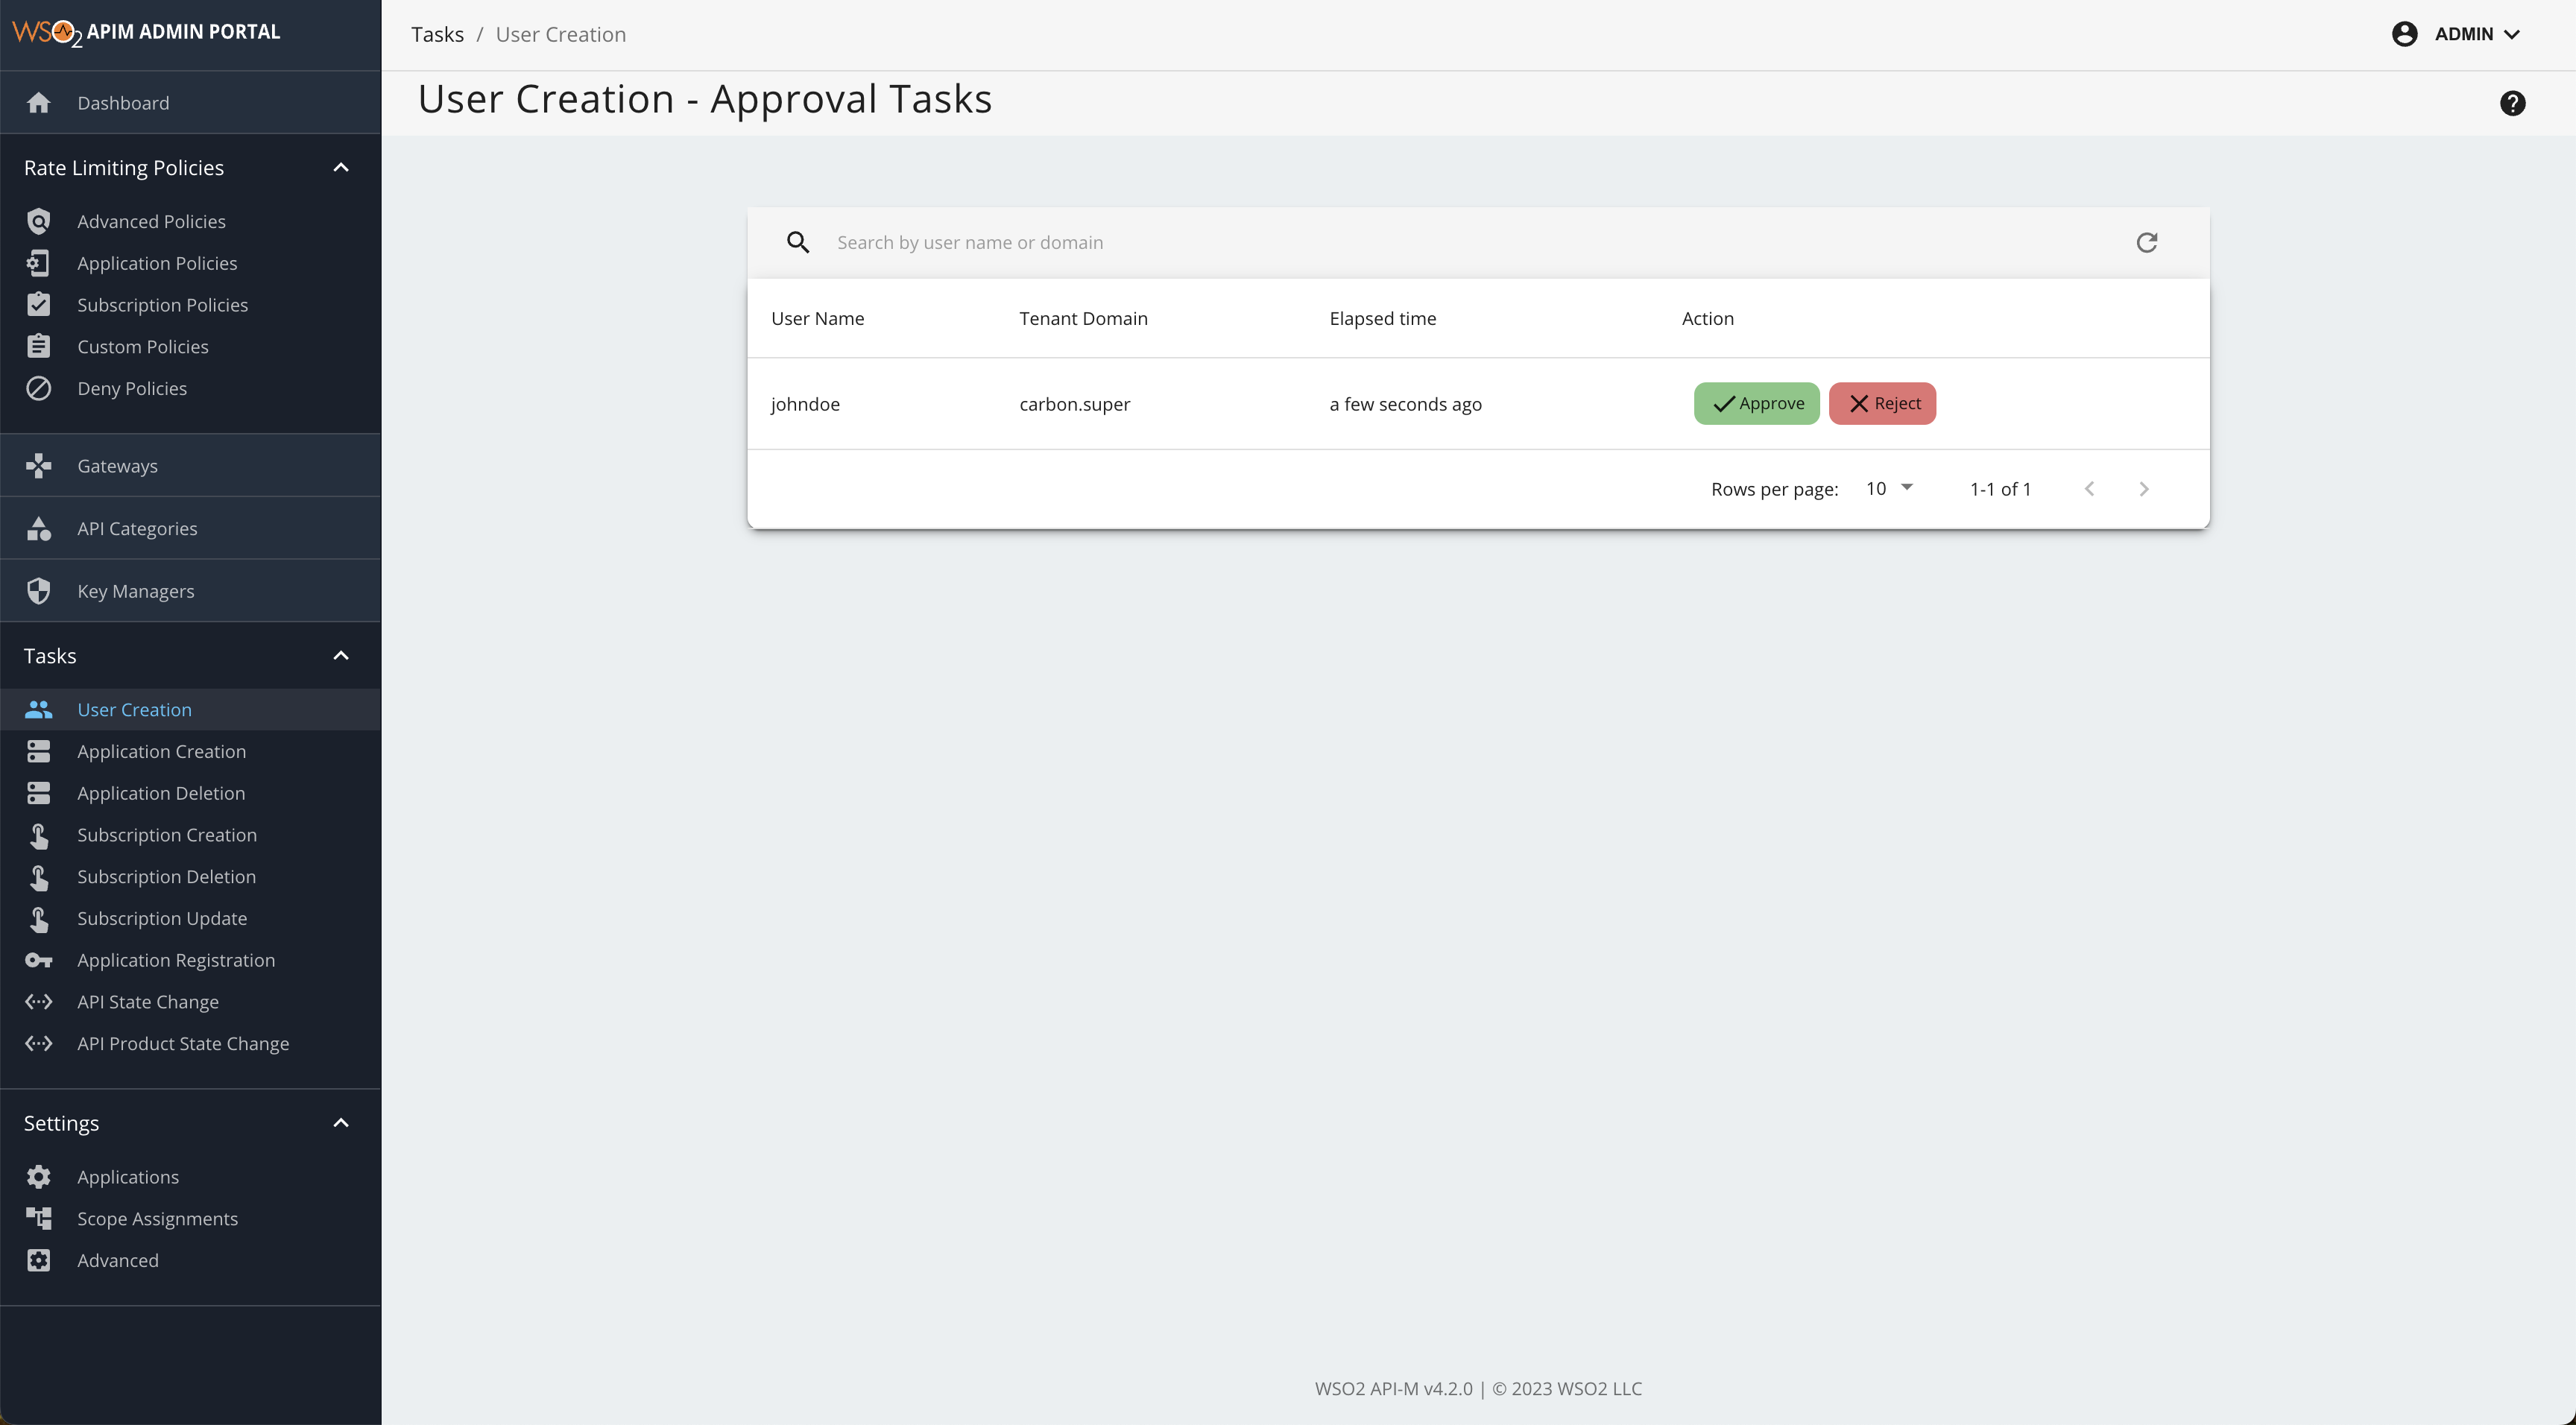 WSO2 APIM ADMIN PORTAL
Dashboard
Rate Limiting Policies
Advanced Policies
Application Policies
Subscription Policies
Custom Policies
Deny Policies
Gateways
API Categories
Key Managers
Tasks
User Creation
Application Creation
Application Deletion
Subscription Creation
Subscription Deletion
Subscription Update
Application Registration
API State Change
API Product State Change
Settings
Applications
Scope Assignments
Advanced
Tasks / User Creation
ADMIN
User Creation - Approval Tasks
Search by user name or domain
User Name Tenant Domain Elapsed time Action
johndoe carbon.super a few seconds ago Approve Reject
Rows per page: 10 1-1 of 1
WSO2 API-M v4.2.0 | © 2023 WSO2 LLC